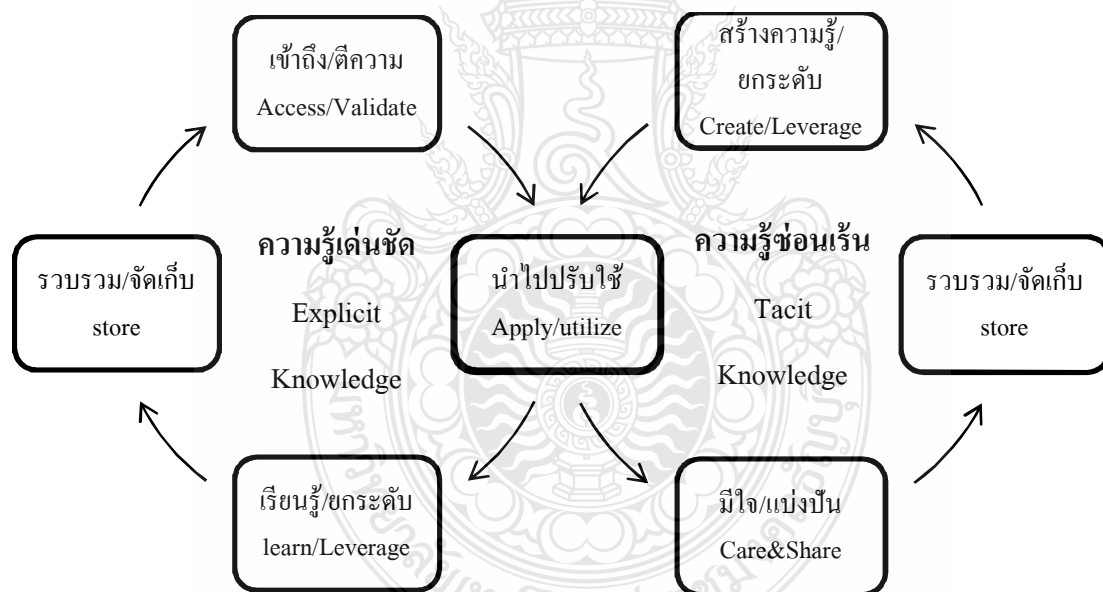 เข้าถึง/ตีความ
Access/Validate
สร้างความรู้/
ยกระดับ
Create/Leverage
รวบรวม/จัดเก็บ
store
ความรู้เด่นชัด
Explicit
Knowledge
นำไปปรับใช้
Apply/utilize
ความรู้ซ่อนเร้น
Tacit
Knowledge
รวบรวม/จัดเก็บ
store
เรียนรู้/ยกระดับ
learn/Leverage
มีใจ/แบ่งปัน
Care&Share